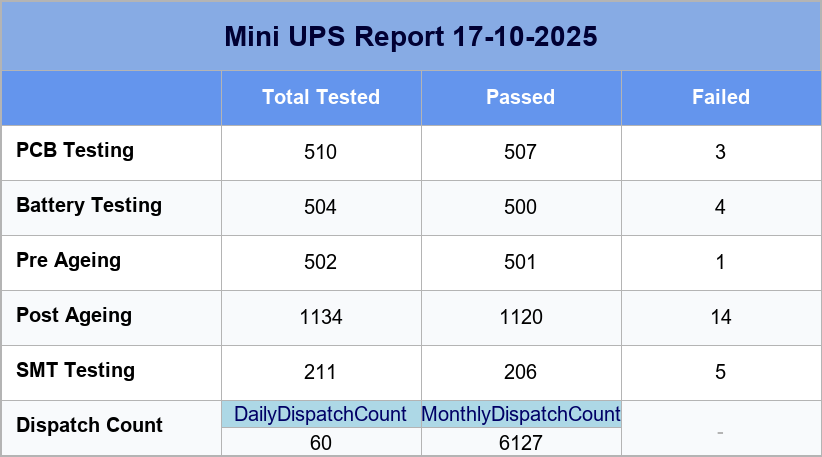 Mini UPS Report 17-10-2025
Total Tested Passed Failed
PCB Testing 510 507 3
Battery Testing 504 500 4
Pre Ageing 502 501 1
Post Ageing 1134 1120 14
SMT Testing 211 206 5
DailyDispatchCount MonthlyDispatchCount
Dispatch Count -
60 6127